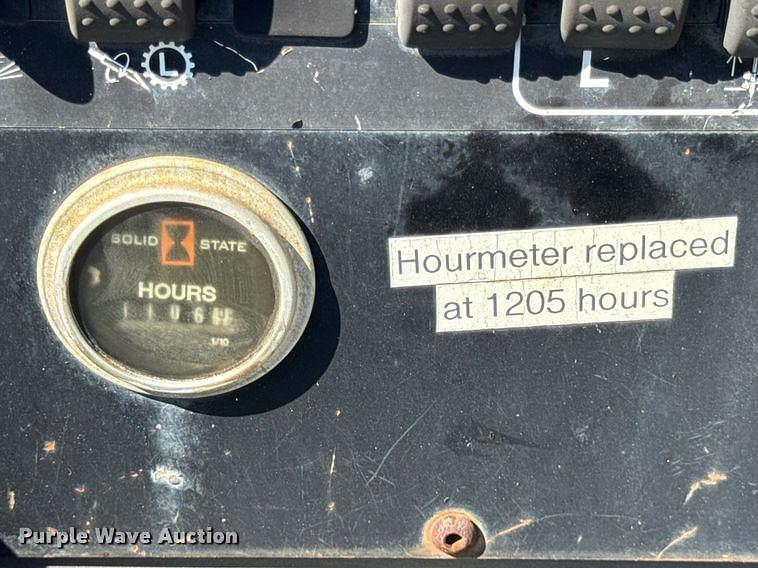 L
L
SOLID STATE
HOURS
1/10
Hourmeter replaced
at 1205 hours
Purple Wave Auction